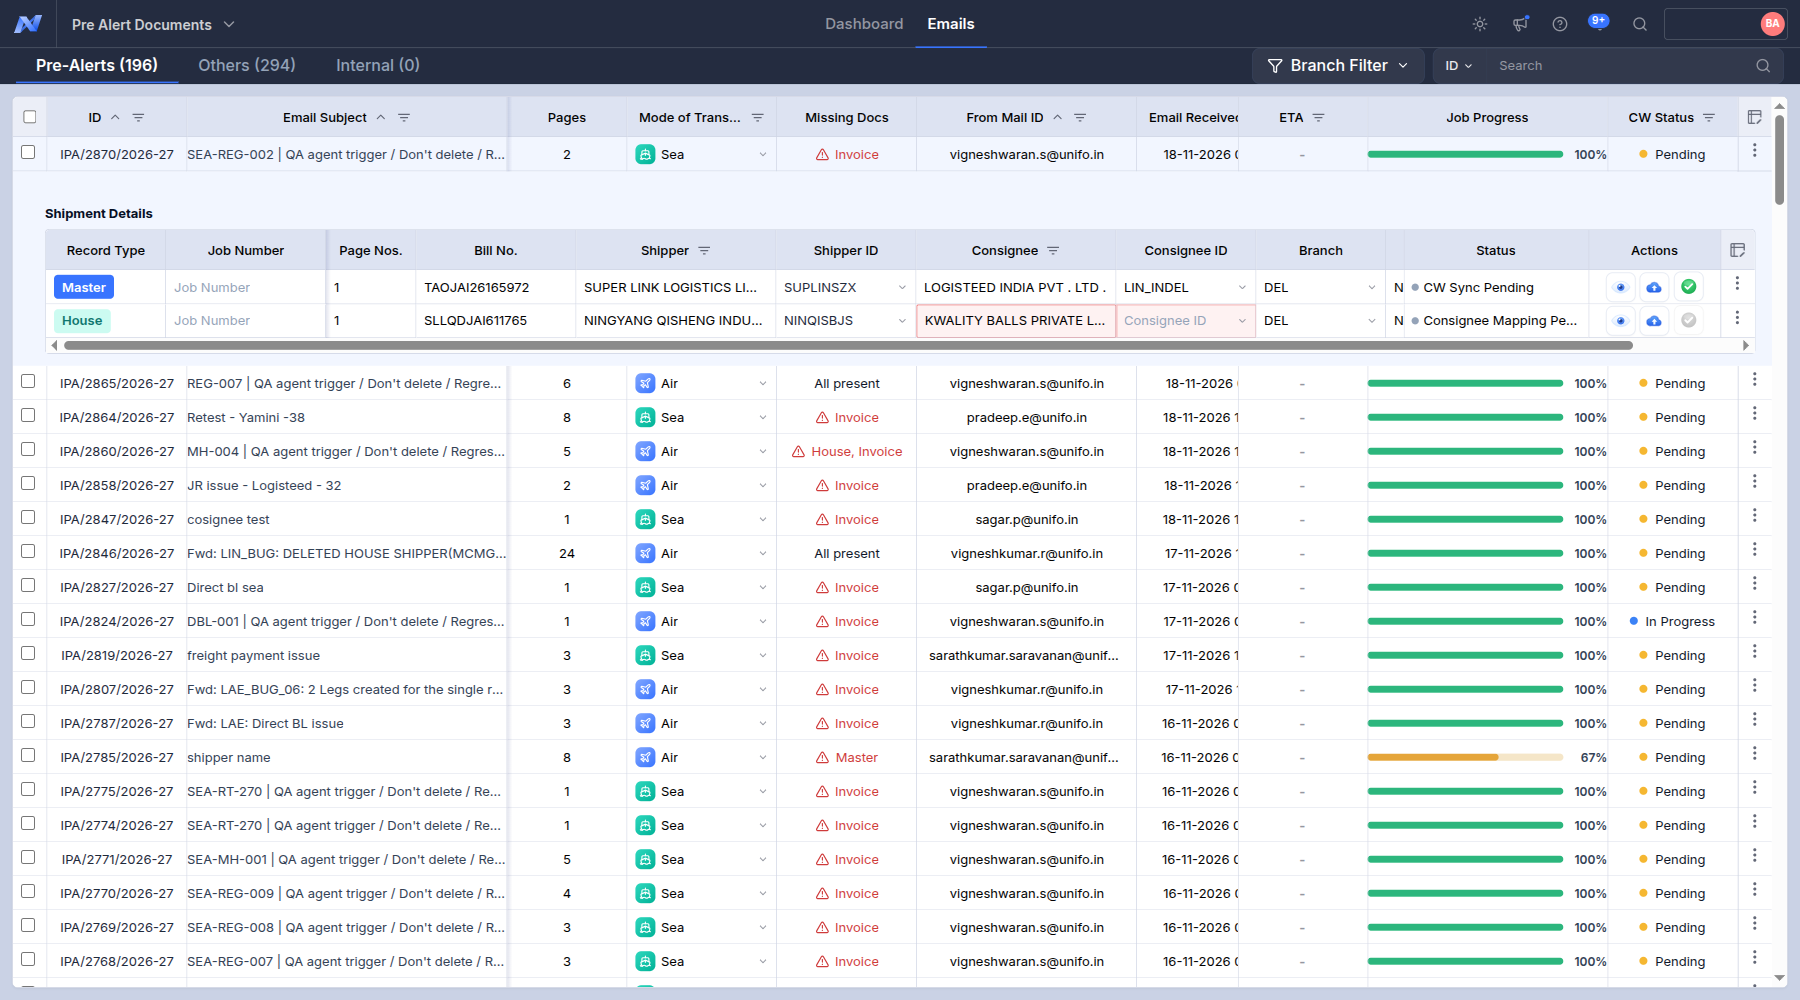 Pre Alert Documents
Dashboard
Emails
9+
BA
Pre-Alerts (196)
Others (294)
Internal (0)
Branch Filter
ID
Search
ID Email Subject Pages Mode of Trans... Missing Docs From Mail ID Email Received ETA Job Progress CW Status
IPA/2870/2026-27 SEA-REG-002 | QA agent trigger / Don't delete / R... 2 Sea Invoice vigneshwaran.s@unifo.in 18-11-2026 - 100% Pending
Shipment Details
Record Type Job Number Page Nos. Bill No. Shipper Shipper ID Consignee Consignee ID Branch Status Actions
Master Job Number 1 TAOJAI26165972 SUPER LINK LOGISTICS LI... SUPLINSZX LOGISTEED INDIA PVT . LTD . LIN_INDEL DEL N CW Sync Pending
House Job Number 1 SLLQDJAI611765 NINGYANG QISHENG INDU... NINQISBJS KWALITY BALLS PRIVATE L... Consignee ID DEL N Consignee Mapping Pe...
IPA/2865/2026-27 REG-007 | QA agent trigger / Don't delete / Regre... 6 Air All present vigneshwaran.s@unifo.in 18-11-2026 - 100% Pending
IPA/2864/2026-27 Retest - Yamini -38 8 Sea Invoice pradeep.e@unifo.in 18-11-2026 1 - 100% Pending
IPA/2860/2026-27 MH-004 | QA agent trigger / Don't delete / Regres... 5 Air House, Invoice vigneshwaran.s@unifo.in 18-11-2026 1 - 100% Pending
IPA/2858/2026-27 JR issue - Logisteed - 32 2 Air Invoice pradeep.e@unifo.in 18-11-2026 - 100% Pending
IPA/2847/2026-27 cosignee test 1 Sea Invoice sagar.p@unifo.in 18-11-2026 1 - 100% Pending
IPA/2846/2026-27 Fwd: LIN_BUG: DELETED HOUSE SHIPPER(MCMG... 24 Air All present vigneshkumar.r@unifo.in 17-11-2026 - 100% Pending
IPA/2827/2026-27 Direct bl sea 1 Sea Invoice sagar.p@unifo.in 17-11-2026 - 100% Pending
IPA/2824/2026-27 DBL-001 | QA agent trigger / Don't delete / Regres... 1 Air Invoice vigneshwaran.s@unifo.in 17-11-2026 - 100% In Progress
IPA/2819/2026-27 freight payment issue 3 Sea Invoice sarathkumar.saravanan@unif... 17-11-2026 1 - 100% Pending
IPA/2807/2026-27 Fwd: LAE_BUG_06: 2 Legs created for the single r... 3 Air Invoice vigneshkumar.r@unifo.in 17-11-2026 - 100% Pending
IPA/2787/2026-27 Fwd: LAE: Direct BL issue 3 Air Invoice vigneshkumar.r@unifo.in 16-11-2026 - 100% Pending
IPA/2785/2026-27 shipper name 8 Air Master sarathkumar.saravanan@unif... 16-11-2026 - 67% Pending
IPA/2775/2026-27 SEA-RT-270 | QA agent trigger / Don't delete / Re... 1 Sea Invoice vigneshwaran.s@unifo.in 16-11-2026 - 100% Pending
IPA/2774/2026-27 SEA-RT-270 | QA agent trigger / Don't delete / Re... 1 Sea Invoice vigneshwaran.s@unifo.in 16-11-2026 - 100% Pending
IPA/2771/2026-27 SEA-MH-001 | QA agent trigger / Don't delete / Re... 5 Sea Invoice vigneshwaran.s@unifo.in 16-11-2026 - 100% Pending
IPA/2770/2026-27 SEA-REG-009 | QA agent trigger / Don't delete / R... 4 Sea Invoice vigneshwaran.s@unifo.in 16-11-2026 - 100% Pending
IPA/2769/2026-27 SEA-REG-008 | QA agent trigger / Don't delete / R... 3 Sea Invoice vigneshwaran.s@unifo.in 16-11-2026 - 100% Pending
IPA/2768/2026-27 SEA-REG-007 | QA agent trigger / Don't delete / R... 3 Sea Invoice vigneshwaran.s@unifo.in 16-11-2026 - 100% Pending